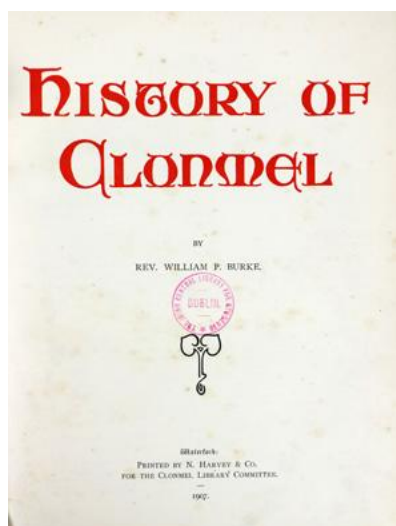 HISTORY OF
CLONMEL
BY
REV. WILLIAM P. BURKE.
DUBLIN.
Waterford:
PRINTED BY N. HARVEY & CO.
FOR THE CLONMEL LIBRARY COMMITTEE.
1907.